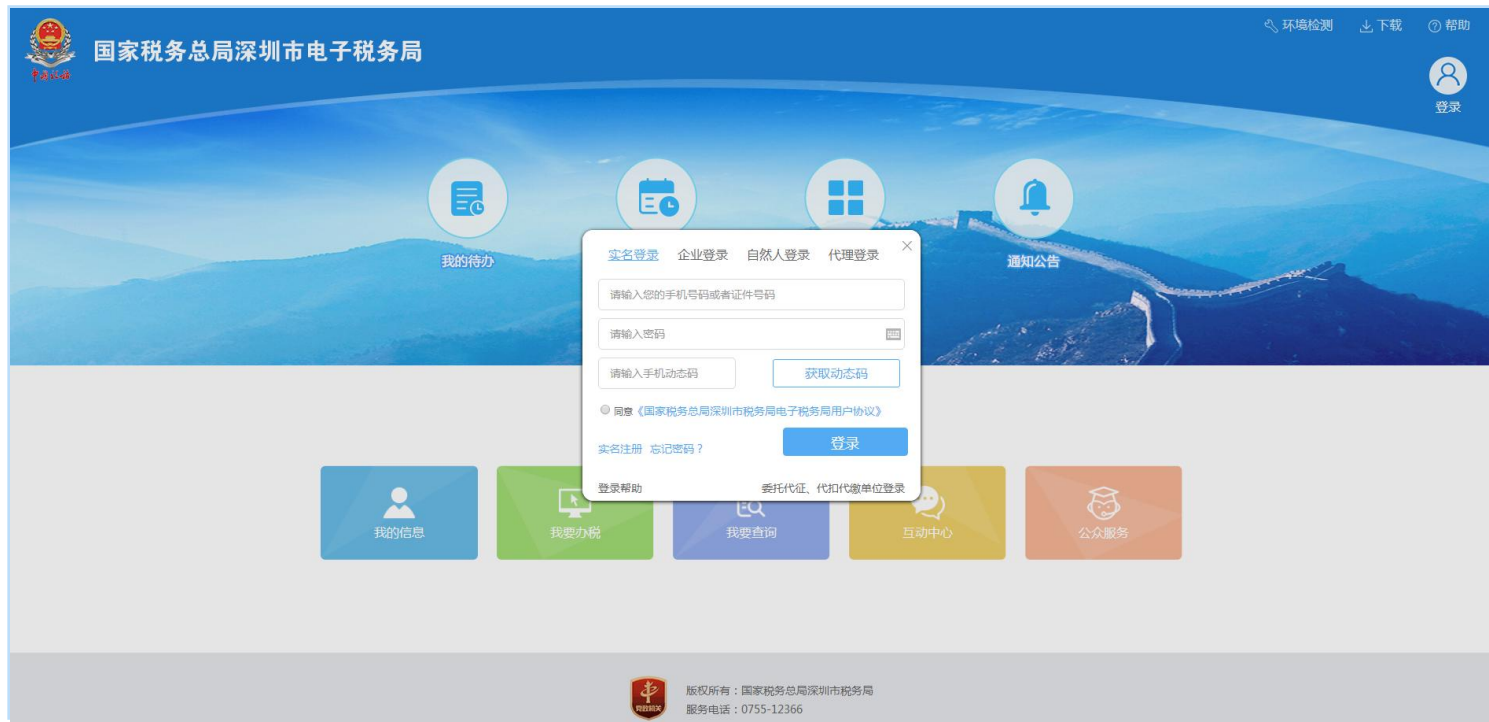 国家税务总局深圳市电子税务局
环境检测 下载 帮助
登录
中国税务
我的待办
通知公告
实名登录 企业登录 自然人登录 代理登录
请输入您的手机号码或者证件号码
请输入密码
请输入手机动态码 获取动态码
同意《国家税务总局深圳市税务局电子税务局用户协议》
实名注册 忘记密码？ 登录
登录帮助 委托代征、代扣代缴单位登录
我的信息 我要办税 我要查询 互动中心 公众服务
党政机关
版权所有：国家税务总局深圳市税务局
服务电话：0755-12366